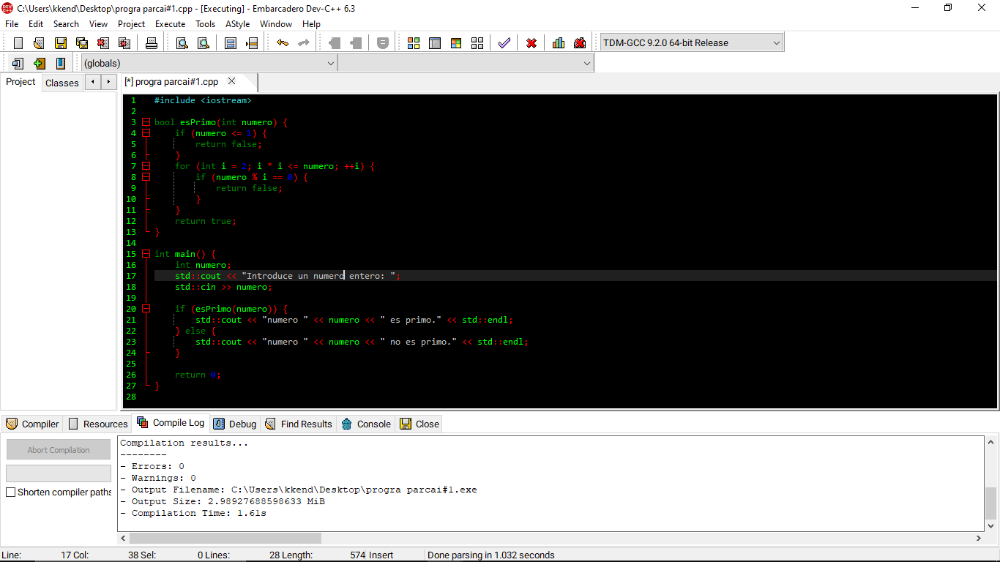 C:\Users\kkend\Desktop\progra parcai#1.cpp - [Executing] - Embarcadero Dev-C++ 6.3
File Edit Search View Project Execute Tools AStyle Window Help
TDM-GCC 9.2.0 64-bit Release
(globals)
Project Classes
[*] progra parcai#1.cpp
1 #include <iostream>
2
3 bool esPrimo(int numero) {
4     if (numero <= 1) {
5         return false;
6     }
7     for (int i = 2; i * i <= numero; ++i) {
8         if (numero % i == 0) {
9             return false;
10         }
11     }
12     return true;
13 }
14
15 int main() {
16     int numero;
17     std::cout << "Introduce un numero entero: ";
18     std::cin >> numero;
19
20     if (esPrimo(numero)) {
21         std::cout << "numero " << numero << " es primo." << std::endl;
22     } else {
23         std::cout << "numero " << numero << " no es primo." << std::endl;
24     }
25
26     return 0;
27 }
28
Compiler Resources Compile Log Debug Find Results Console Close
Abort Compilation
Shorten compiler paths
Compilation results...
--------
- Errors: 0
- Warnings: 0
- Output Filename: C:\Users\kkend\Desktop\progra parcai#1.exe
- Output Size: 2.98927688598633 MiB
- Compilation Time: 1.61s
Line: 17 Col: 38 Sel: 0 Lines: 28 Length: 574 Insert Done parsing in 1.032 seconds